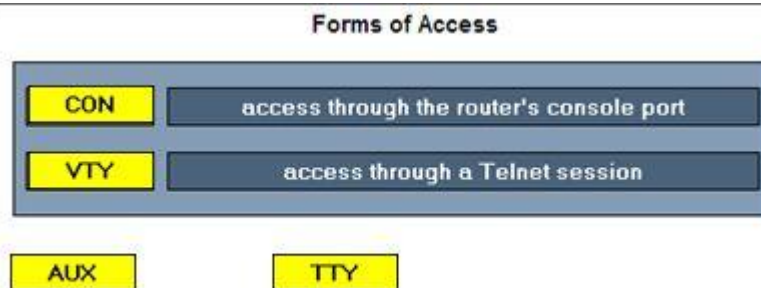 Forms of Access
CON access through the router's console port
VTY access through a Telnet session
AUX TTY